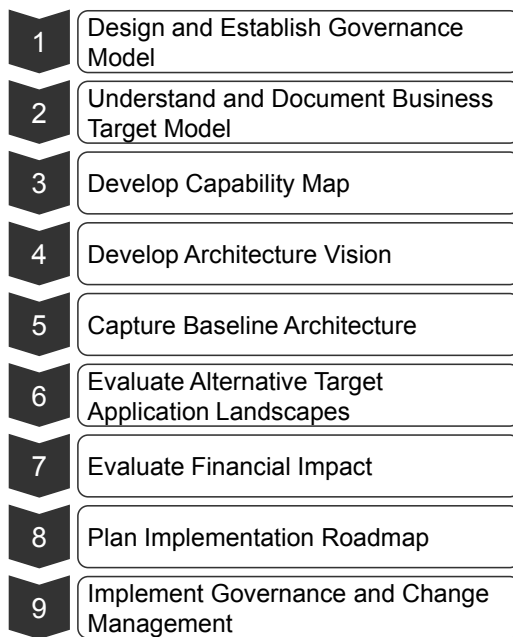 1
Design and Establish Governance
Model
2
Understand and Document Business
Target Model
3
Develop Capability Map
4
Develop Architecture Vision
5
Capture Baseline Architecture
6
Evaluate Alternative Target
Application Landscapes
7
Evaluate Financial Impact
8
Plan Implementation Roadmap
9
Implement Governance and Change
Management